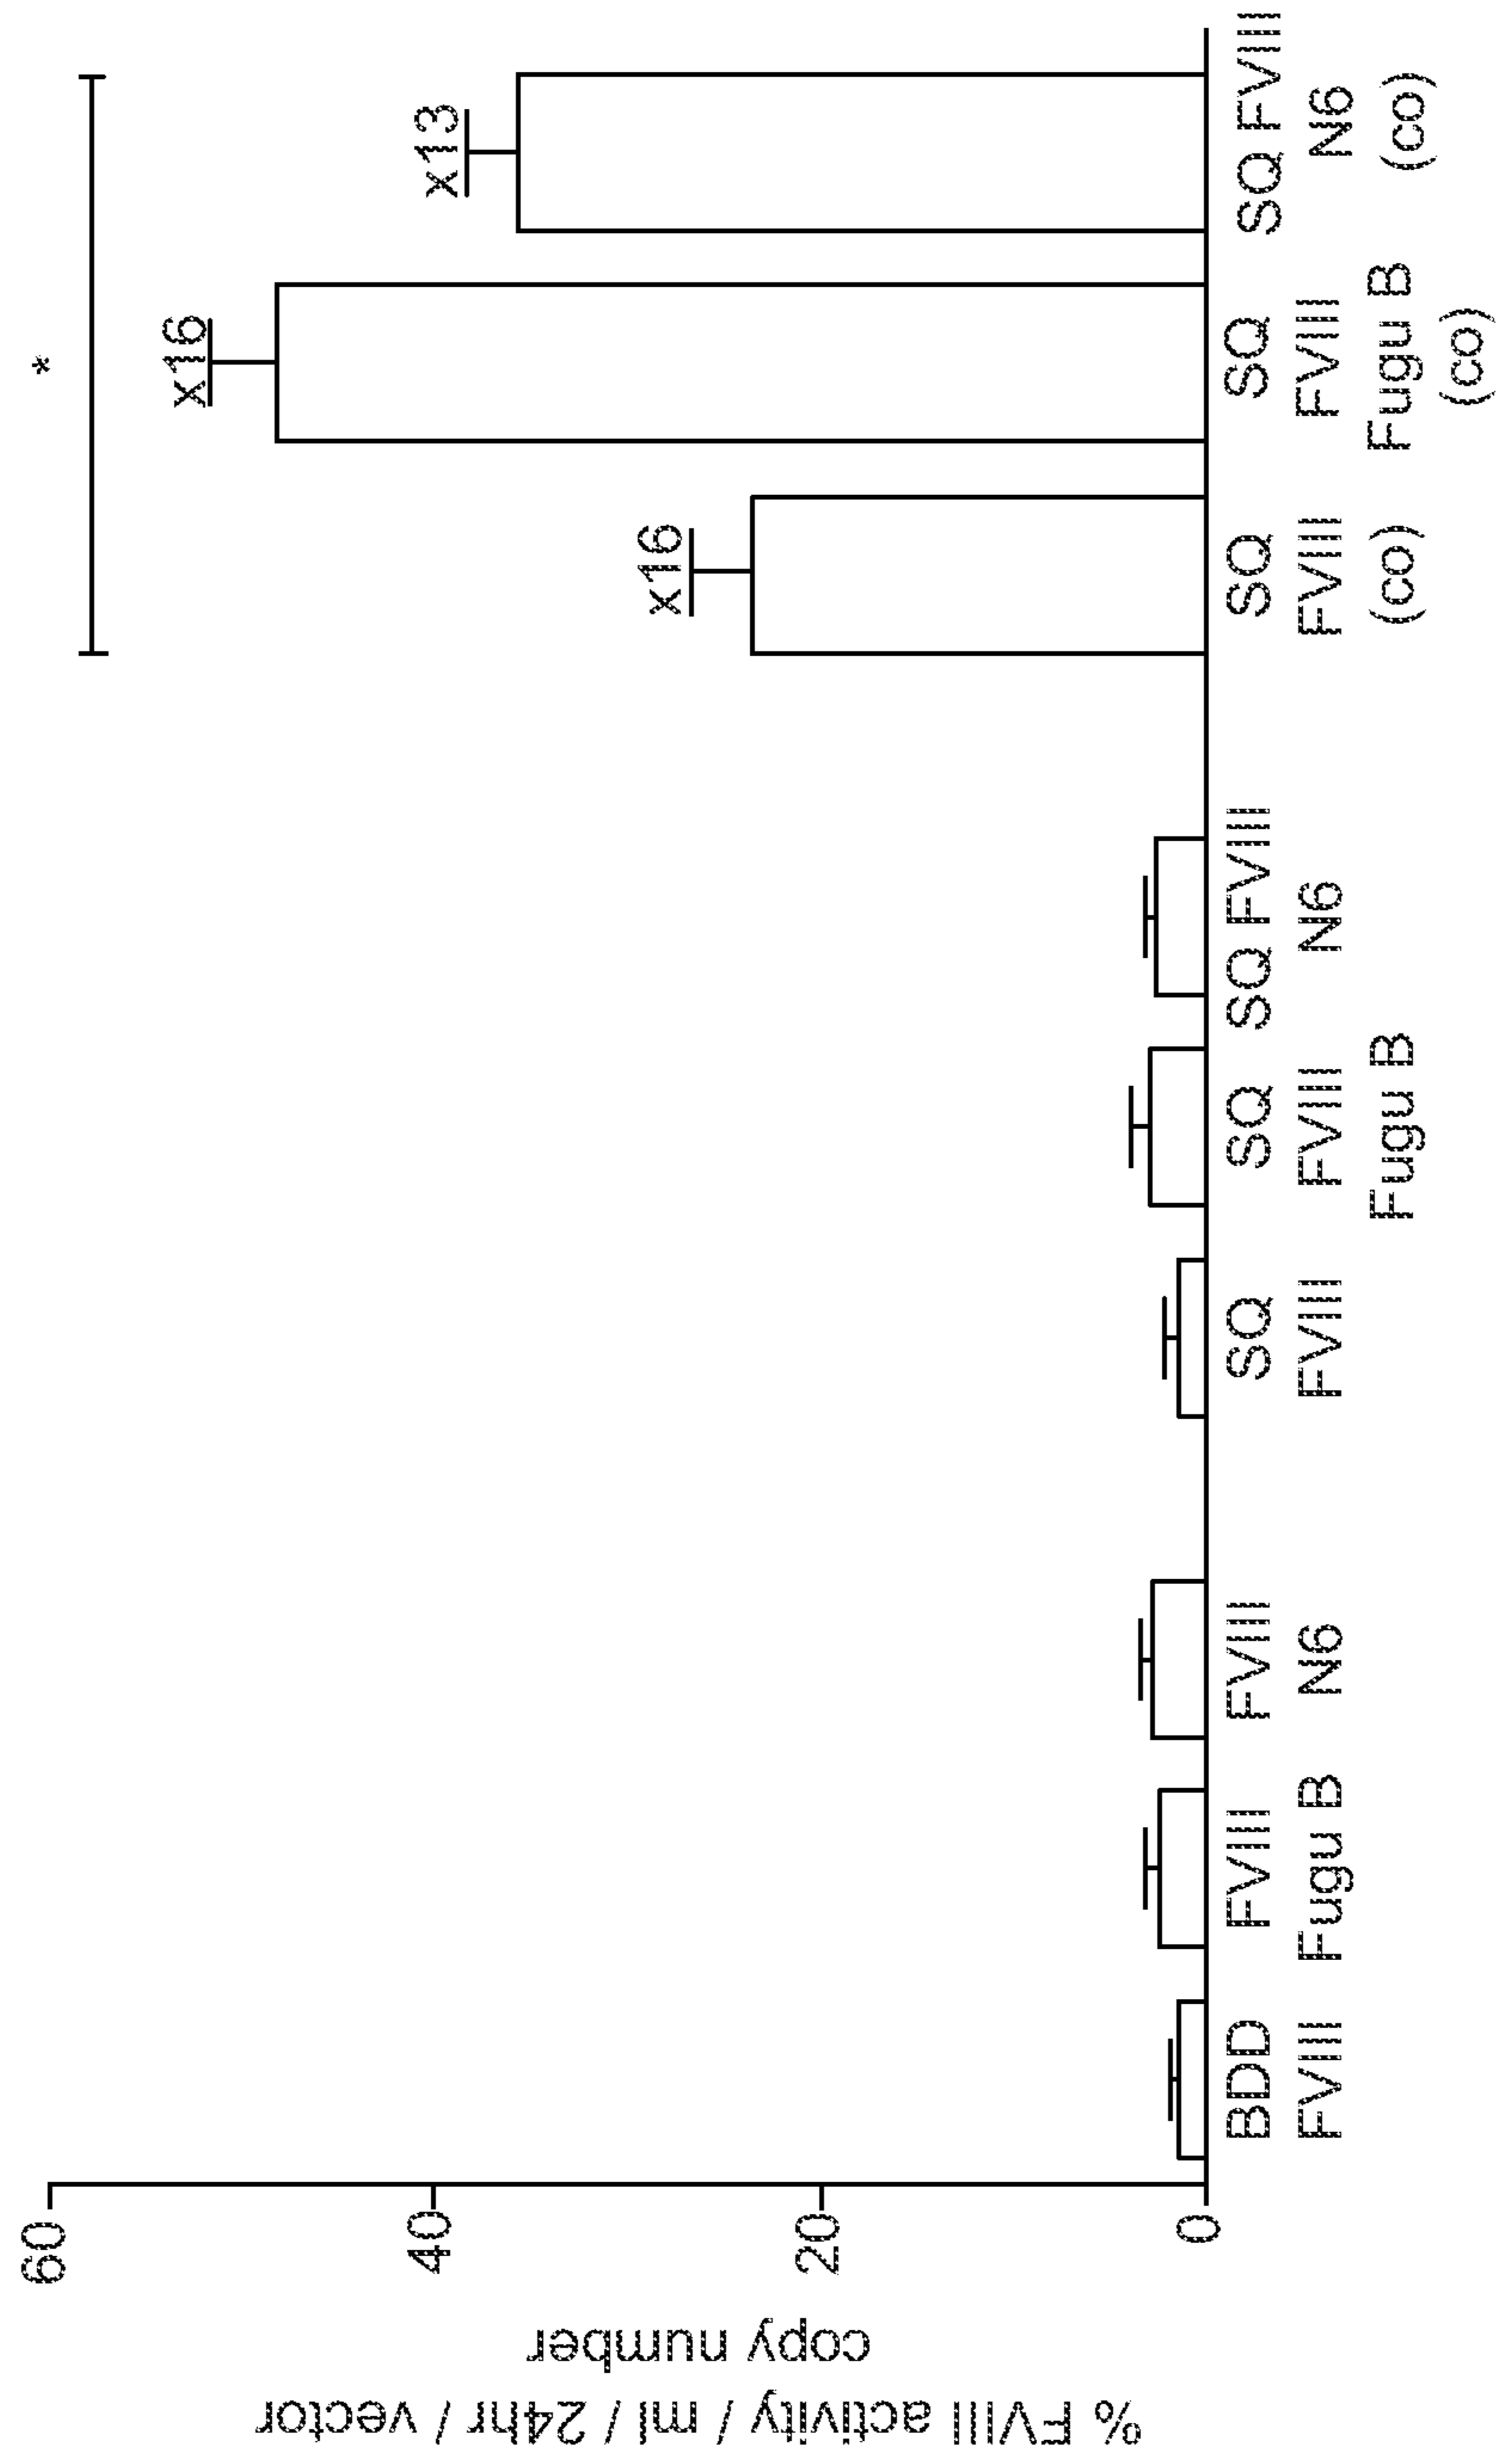 % FVIII activity / ml / 24hr / vector
copy number
60
40
20
0
*
x16
x16
x13
BDD
FVIII
FVIII
Fugu B
FVIII
N6
SQ
FVIII
SQ
FVIII
Fugu B
SQ FVIII
N6
SQ
FVIII
(co)
SQ
FVIII
Fugu B
(co)
SQ FVIII
N6
(co)